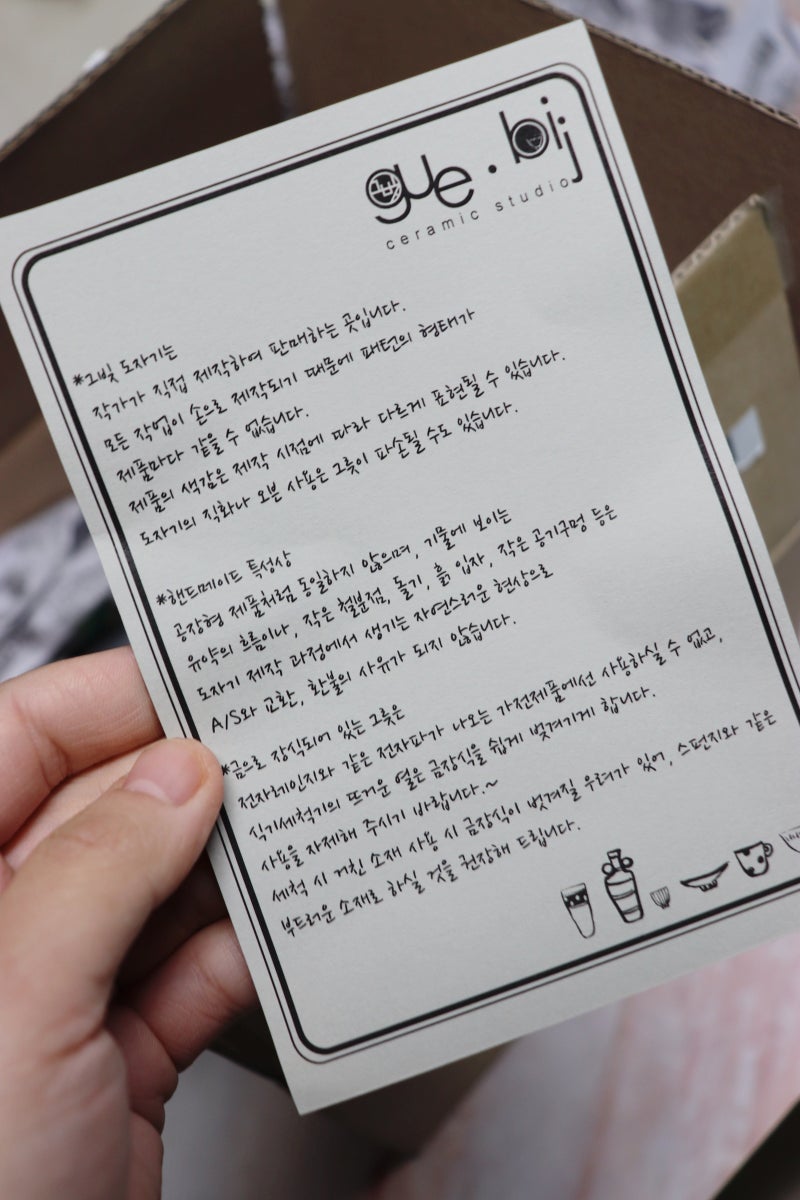 gue.bij
ceramic studio
*그빛 도자기는
작가가 직접 제작하여 판매하는 곳입니다.
모든 작업이 손으로 제작되기 때문에 패턴의 형태가
제품마다 같을 수 없습니다.
제품의 색감은 제작 시점에 따라 다르게 표현될 수 있습니다.
도자기의 직화나 오븐 사용은 그릇이 파손될 수도 있습니다.
*핸드메이드 특성상
공장형 제품처럼 동일하지 않으며, 기물에 보이는
유약의 흐름이나, 작은 철분점, 돌기, 흙 입자, 작은 공기구멍 등은
도자기 제작 과정에서 생기는 자연스러운 현상으로
A/S와 교환, 환불의 사유가 되지 않습니다.
*금으로 장식되어 있는 그릇은
전자레인지와 같은 전자파가 나오는 가전제품에선 사용하실 수 없고,
식기세척기의 뜨거운 열은 금장식을 쉽게 벗겨기게 합니다.
사용을 자제해 주시기 바랍니다.~
세척 시 거친 소재 사용 시 금장식이 벗겨질 우려가 있어, 스펀지와 같은
부드러운 소재로 하실 것을 권장해 드립니다.